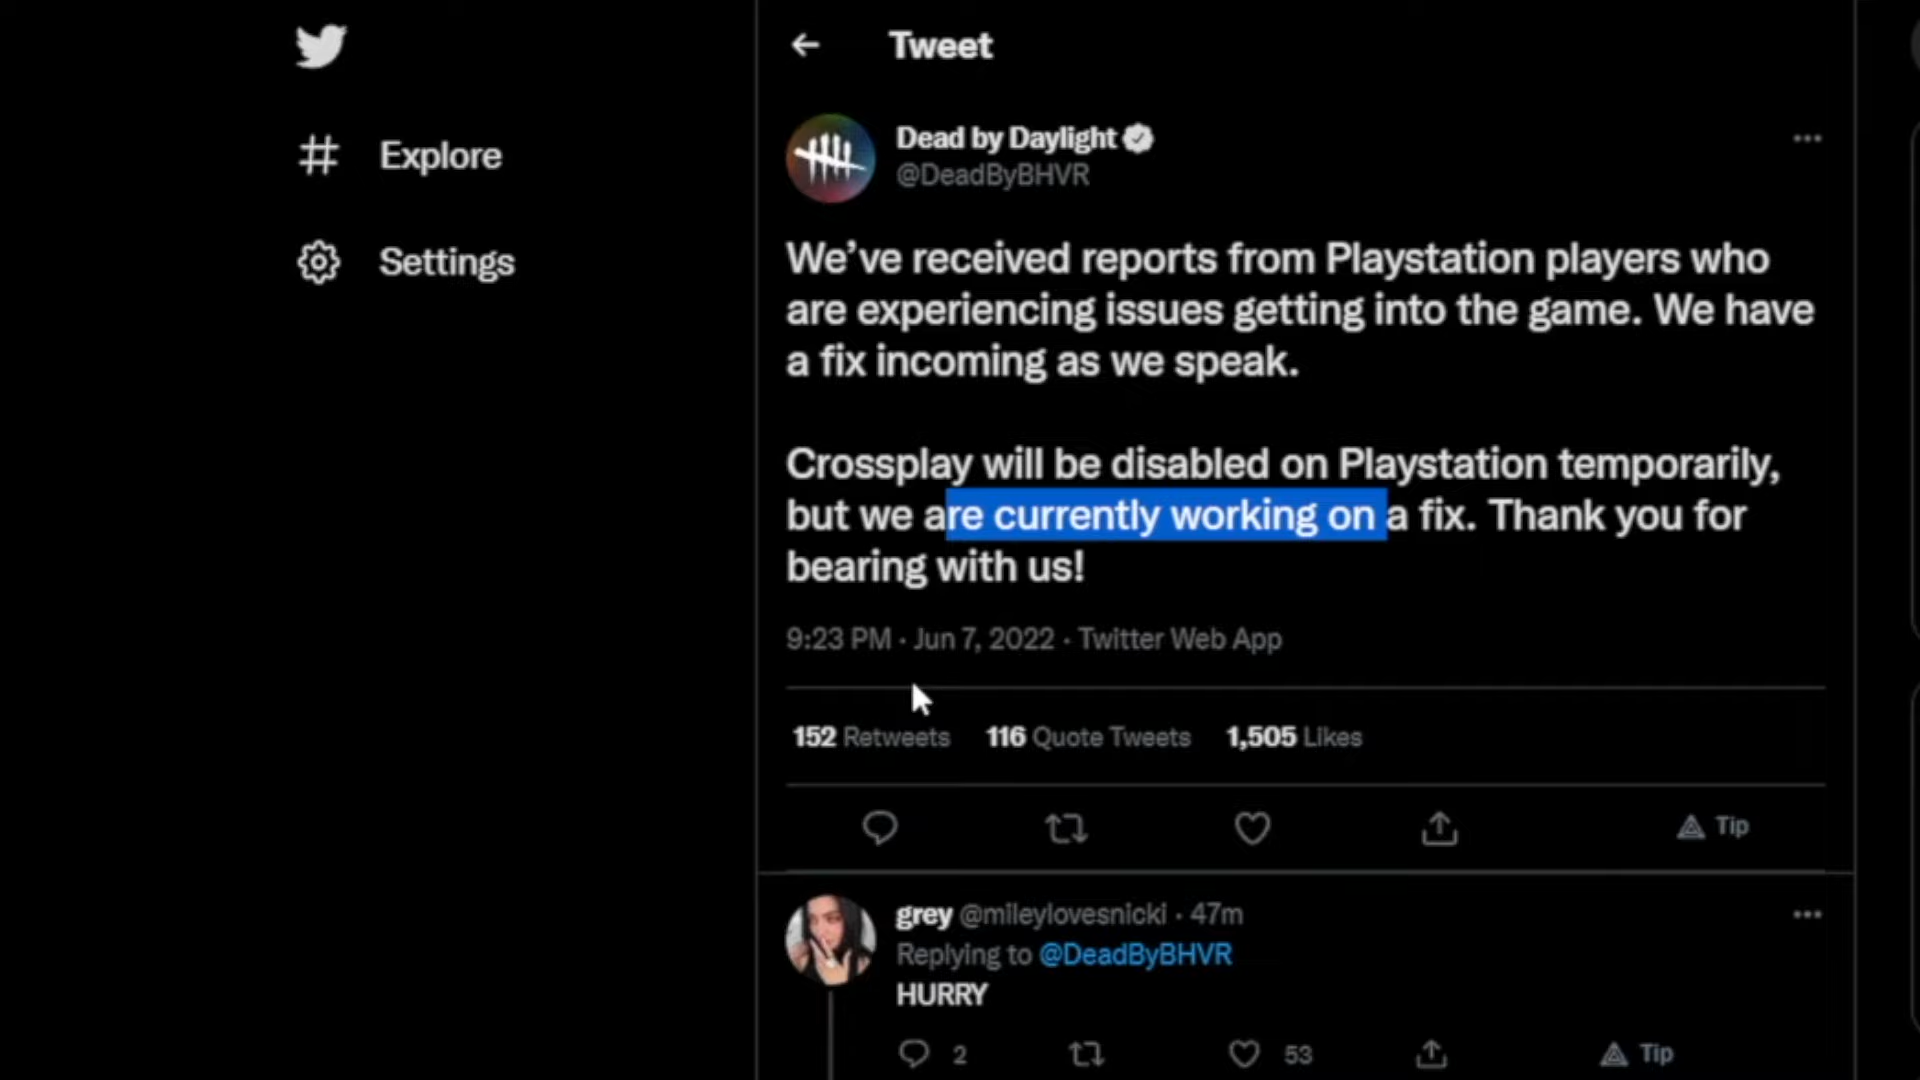 Tweet
Explore
Settings
Dead by Daylight
@DeadByBHVR
We’ve received reports from Playstation players who
are experiencing issues getting into the game. We have
a fix incoming as we speak.
Crossplay will be disabled on Playstation temporarily,
but we are currently working on a fix. Thank you for
bearing with us!
9:23 PM · Jun 7, 2022 · Twitter Web App
152 Retweets 116 Quote Tweets 1,505 Likes
Tip
grey @mileylovesnicki · 47m
Replying to @DeadByBHVR
HURRY
2 53 Tip